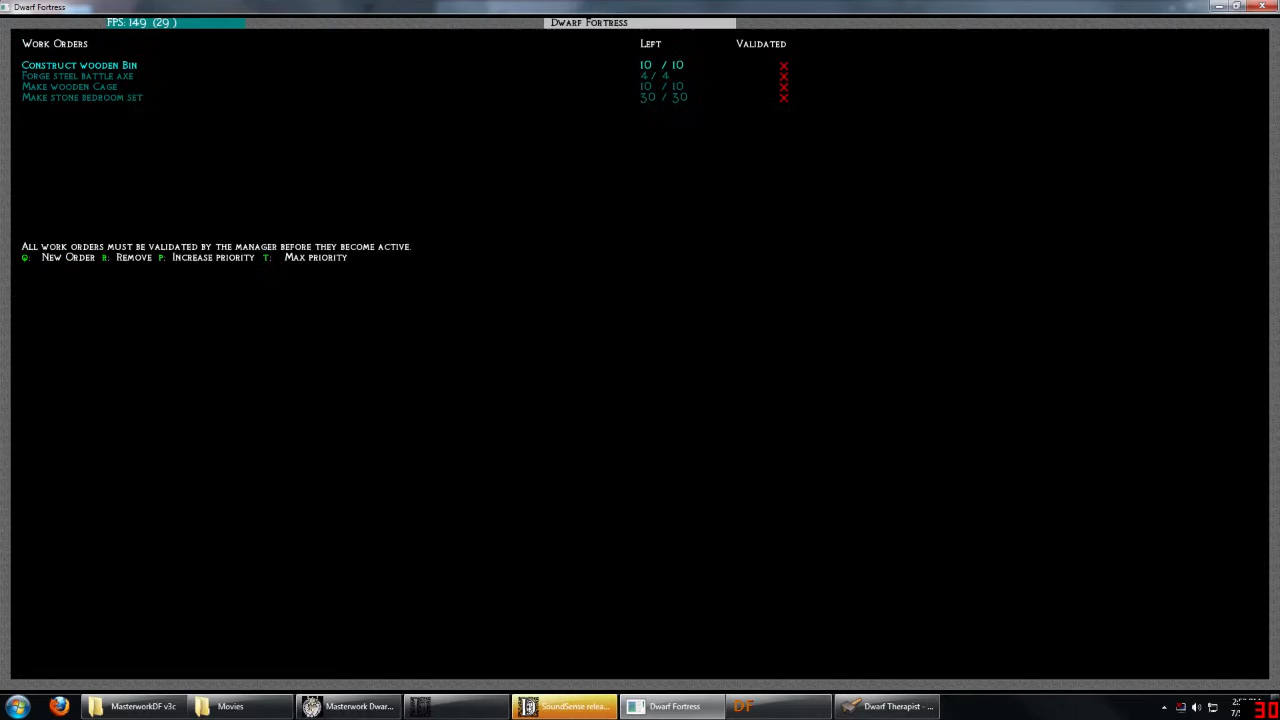 Dwarf Fortress
FPS: 149 (29 ) Dwarf Fortress
Work Orders Left Validated
Construct wooden Bin 10 / 10
Forge steel battle axe 4 / 4
Make wooden Cage 10 / 10
Make stone bedroom set 30 / 30
All work orders must be validated by the manager before they become active.
q: New Order r: Remove p: Increase priority t: Max priority
MasterworkDF v3c Movies Masterwork Dwar... SoundSense relea... Dwarf Fortress DF Dwarf Therapist - ...
30